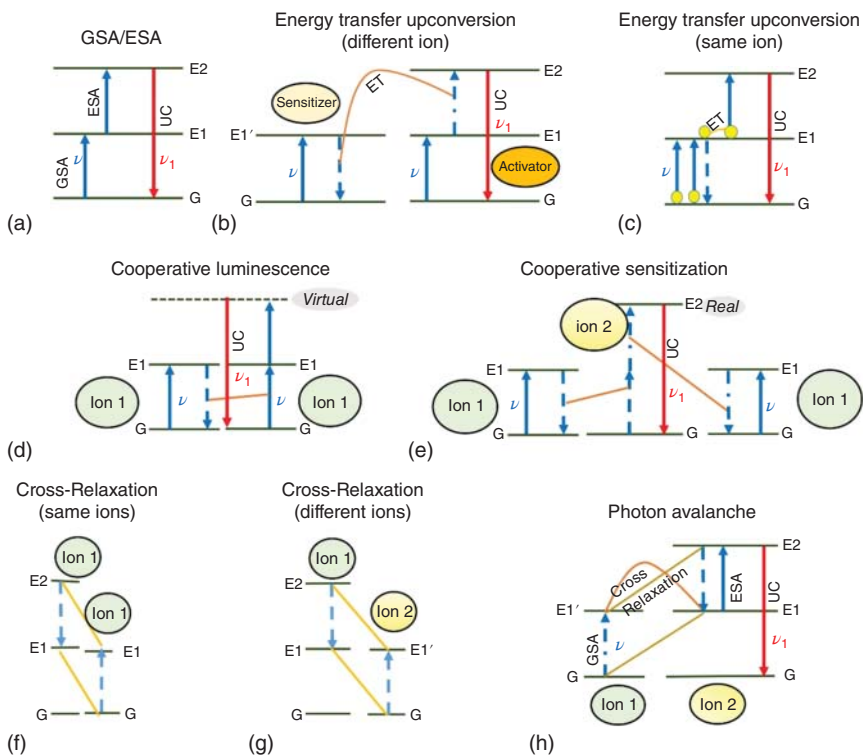 GSA/ESA
E2
ESA
UC
E1
GSA
ν
ν1
G
(a)
Energy transfer upconversion
(different ion)
E2
ET
Sensitizer
UC
E1′
ν1
E1
ν
ν
Activator
G
G
(b)
Energy transfer upconversion
(same ion)
E2
ET
UC
E1
ν
ν1
G
(c)
Cooperative luminescence
Virtual
UC
E1
E1
Ion 1
ν
ν1
ν
Ion 1
G
G
(d)
Cooperative sensitization
E2
Real
ion 2
UC
E1
E1
Ion 1
ν
ν1
ν
Ion 1
G
G
G
(e)
Cross-Relaxation
(same ions)
Ion 1
E2
Ion 1
E1
E1
G
G
(f)
Cross-Relaxation
(different ions)
Ion 1
E2
Ion 2
E1
E1′
G
G
(g)
Photon avalanche
E2
Cross
Relaxation
ESA
UC
E1′
E1
GSA
ν
ν1
G
G
Ion 1
Ion 2
(h)